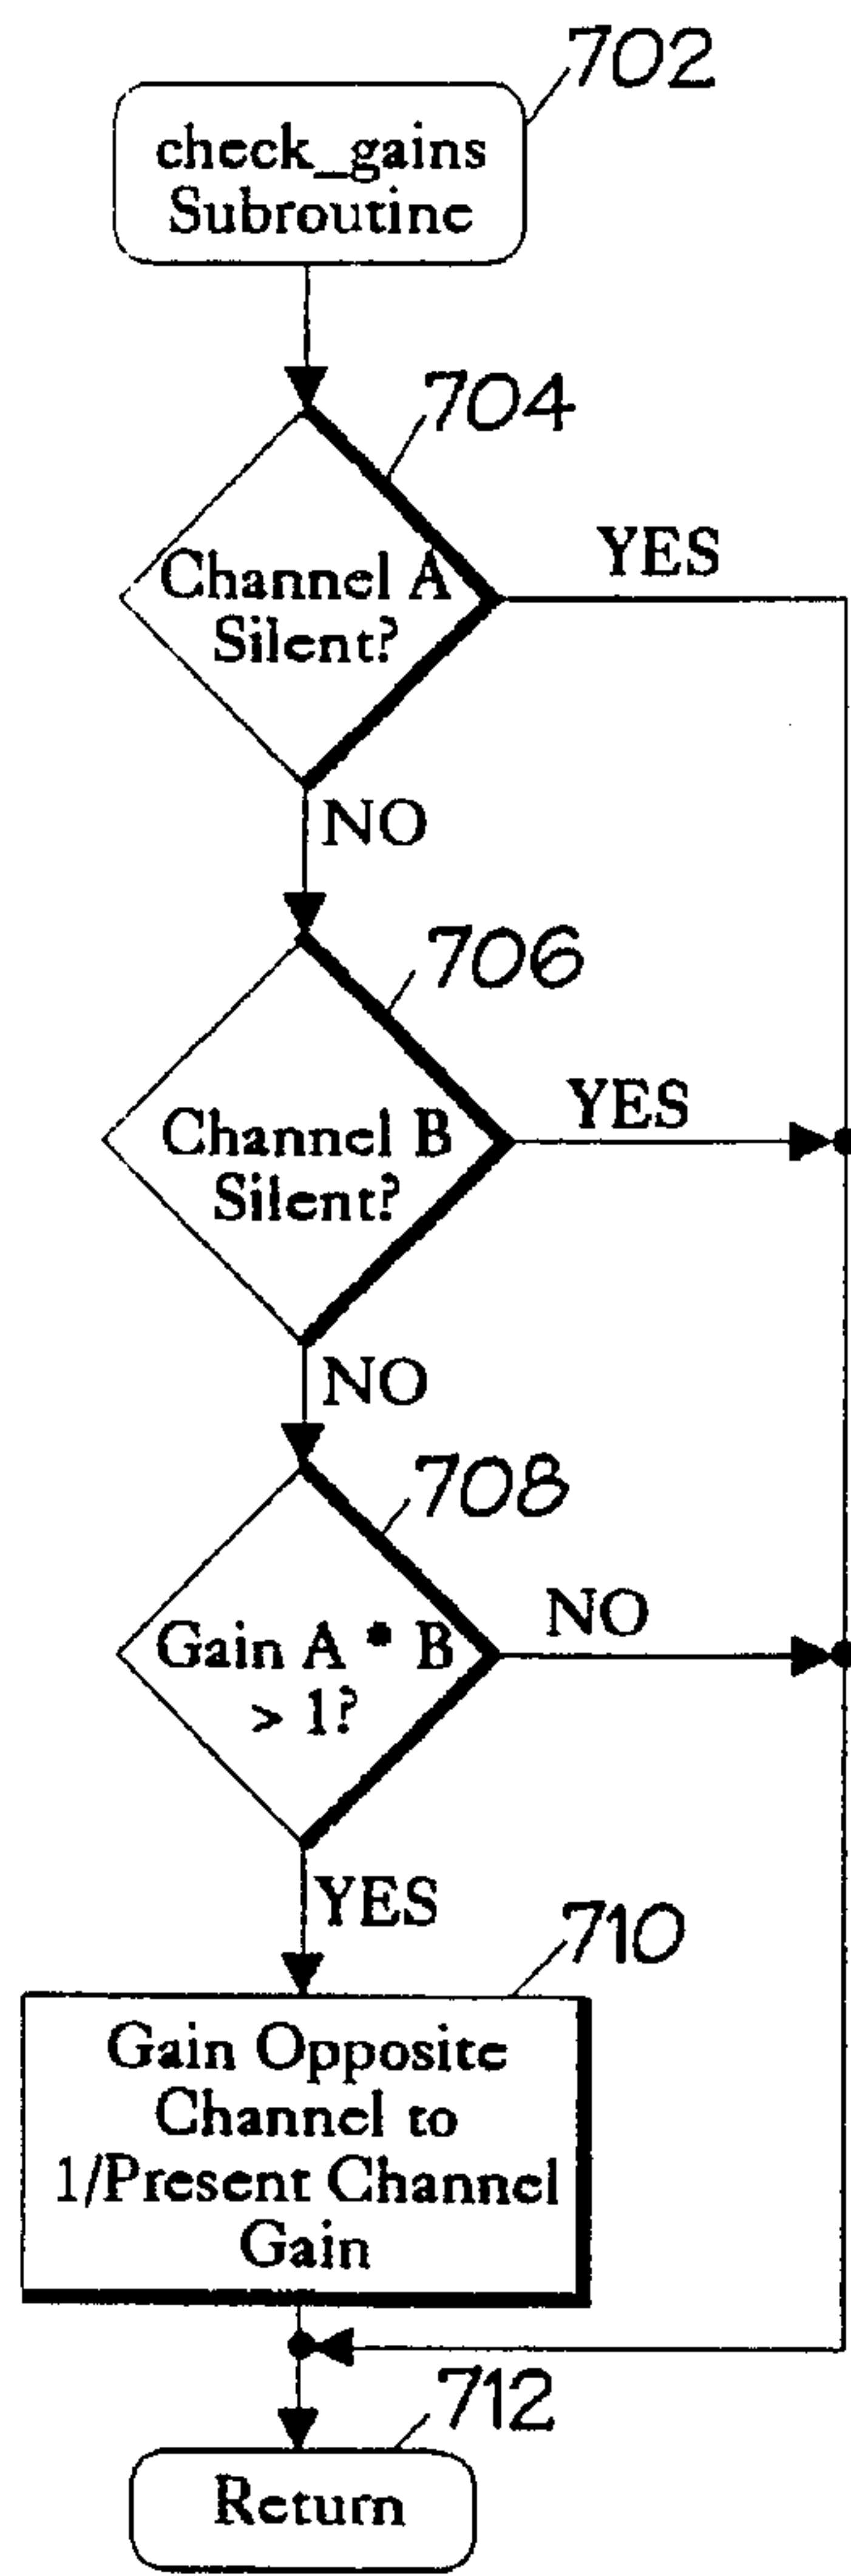 702
check_gains
Subroutine
704
Channel A
Silent?
YES
NO
706
Channel B
Silent?
YES
NO
708
Gain A * B
> 1?
NO
YES
710
Gain Opposite
Channel to
1/Present Channel
Gain
712
Return